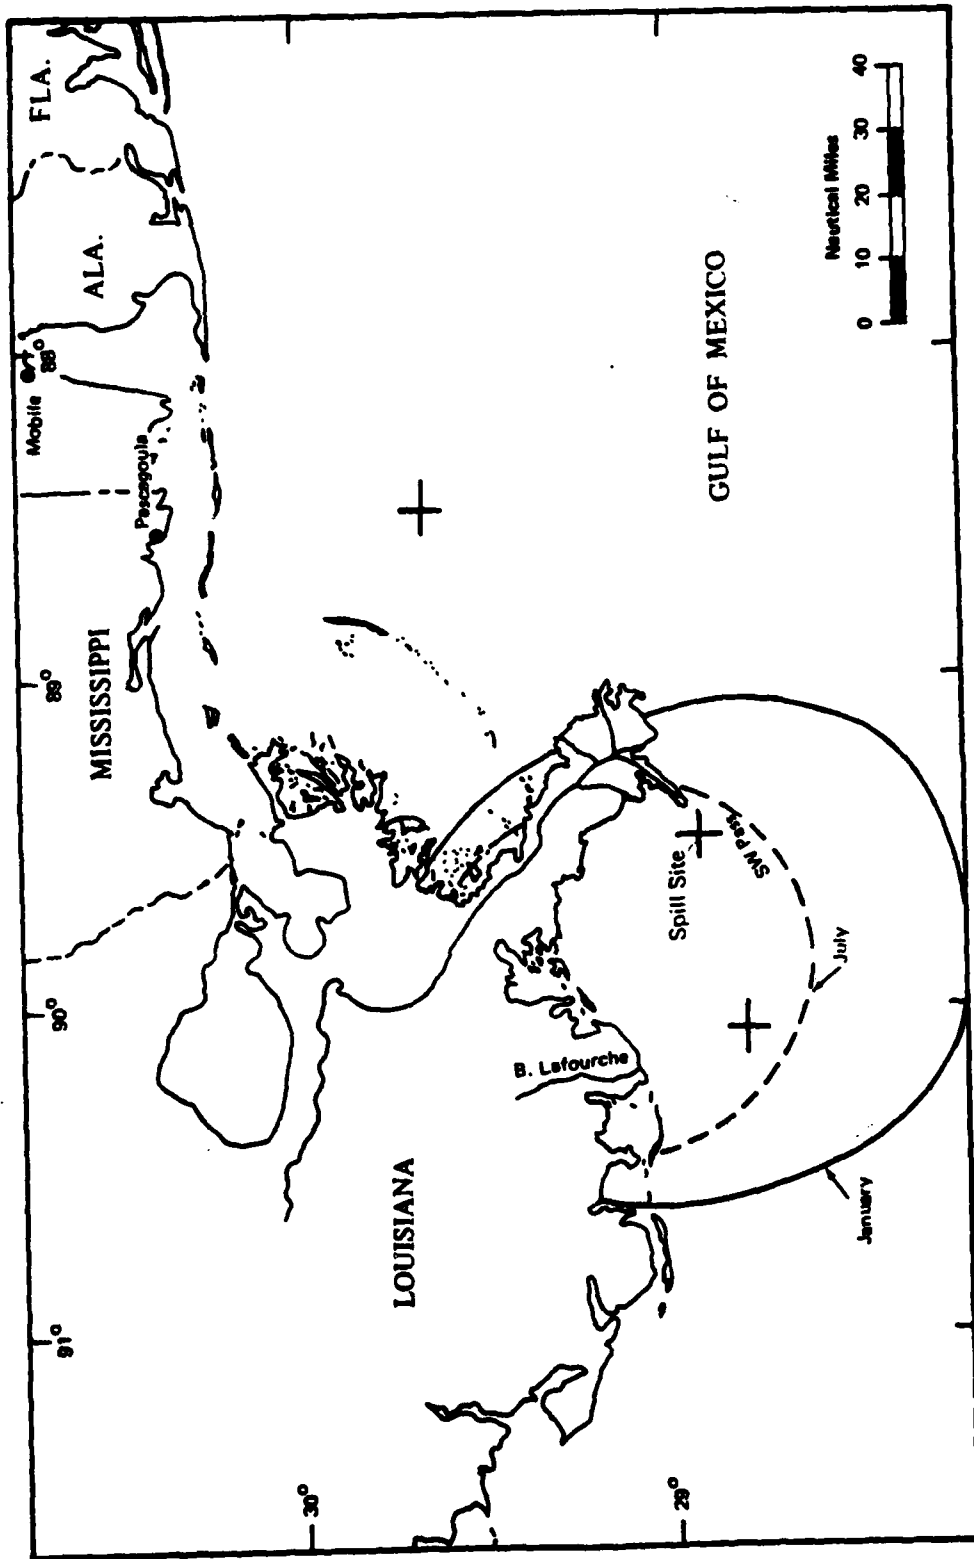 FLA.
ALA.
Mobile
88°
Pascagoula
MISSISSIPPI
89°
90°
91°
LOUISIANA
B. Lafourche
Spill Site
SW Pass
July
January
GULF OF MEXICO
Nautical Miles
0 10 20 30 40
30°
29°